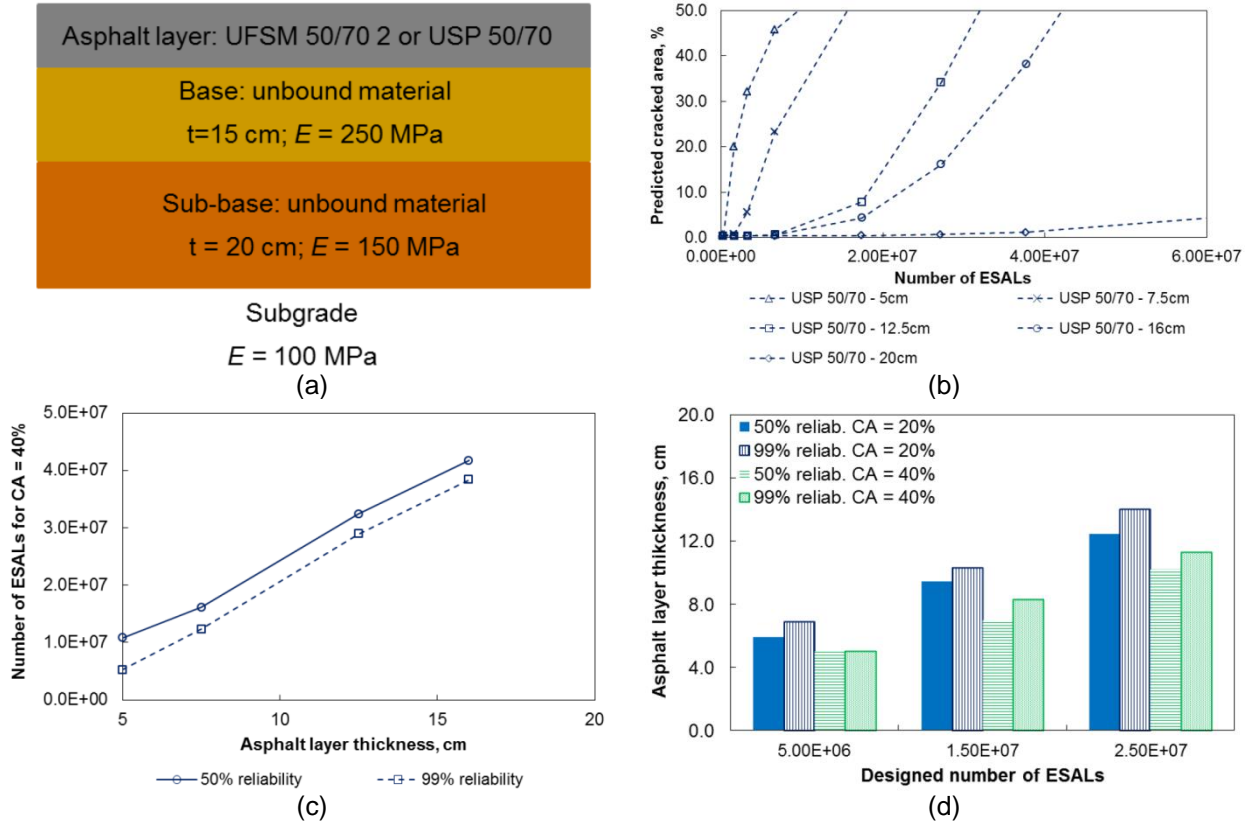 Asphalt layer: UFSM 50/70 2 or USP 50/70
Base: unbound material
t=15 cm; E = 250 MPa
Sub-base: unbound material
t = 20 cm; E = 150 MPa
Subgrade
E = 100 MPa
(a)
Predicted cracked area, %
50.0
40.0
30.0
20.0
10.0
0.0
0.00E+00
2.00E+07
4.00E+07
6.00E+07
Number of ESALs
USP 50/70 - 5cm
USP 50/70 - 7.5cm
USP 50/70 - 12.5cm
USP 50/70 - 16cm
USP 50/70 - 20cm
(b)
Number of ESALs for CA = 40%
5.0E+07
4.0E+07
3.0E+07
2.0E+07
1.0E+07
0.0E+00
5
10
15
20
Asphalt layer thickness, cm
50% reliability
99% reliability
(c)
Asphalt layer thikckness, cm
20.0
16.0
12.0
8.0
4.0
0.0
50% reliab. CA = 20%
99% reliab. CA = 20%
50% reliab. CA = 40%
99% reliab. CA = 40%
5.00E+06
1.50E+07
2.50E+07
Designed number of ESALs
(d)